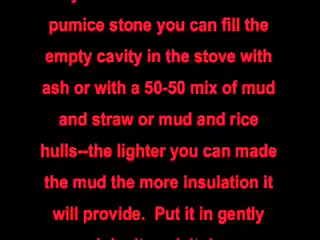 pumice stone you can fill the
empty cavity in the stove with
ash or with a 50-50 mix of mud
and straw or mud and rice
hulls--the lighter you can made
the mud the more insulation it
will provide.  Put it in gently